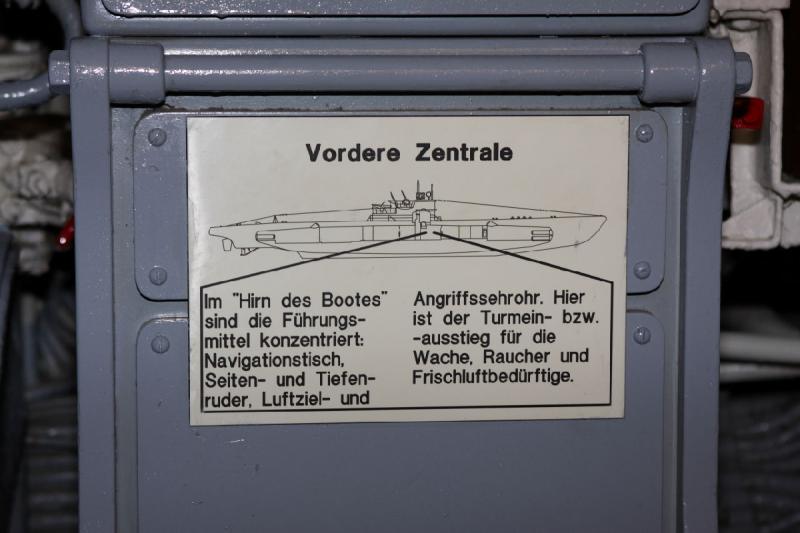 Vordere Zentrale
Im "Hirn des Bootes"
sind die Führungs-
mittel konzentriert:
Navigationstisch,
Seiten- und Tiefen-
ruder, Luftziel- und
Angriffssehrohr. Hier
ist der Turmein- bzw.
-ausstieg für die
Wache, Raucher und
Frischluftbedürftige.